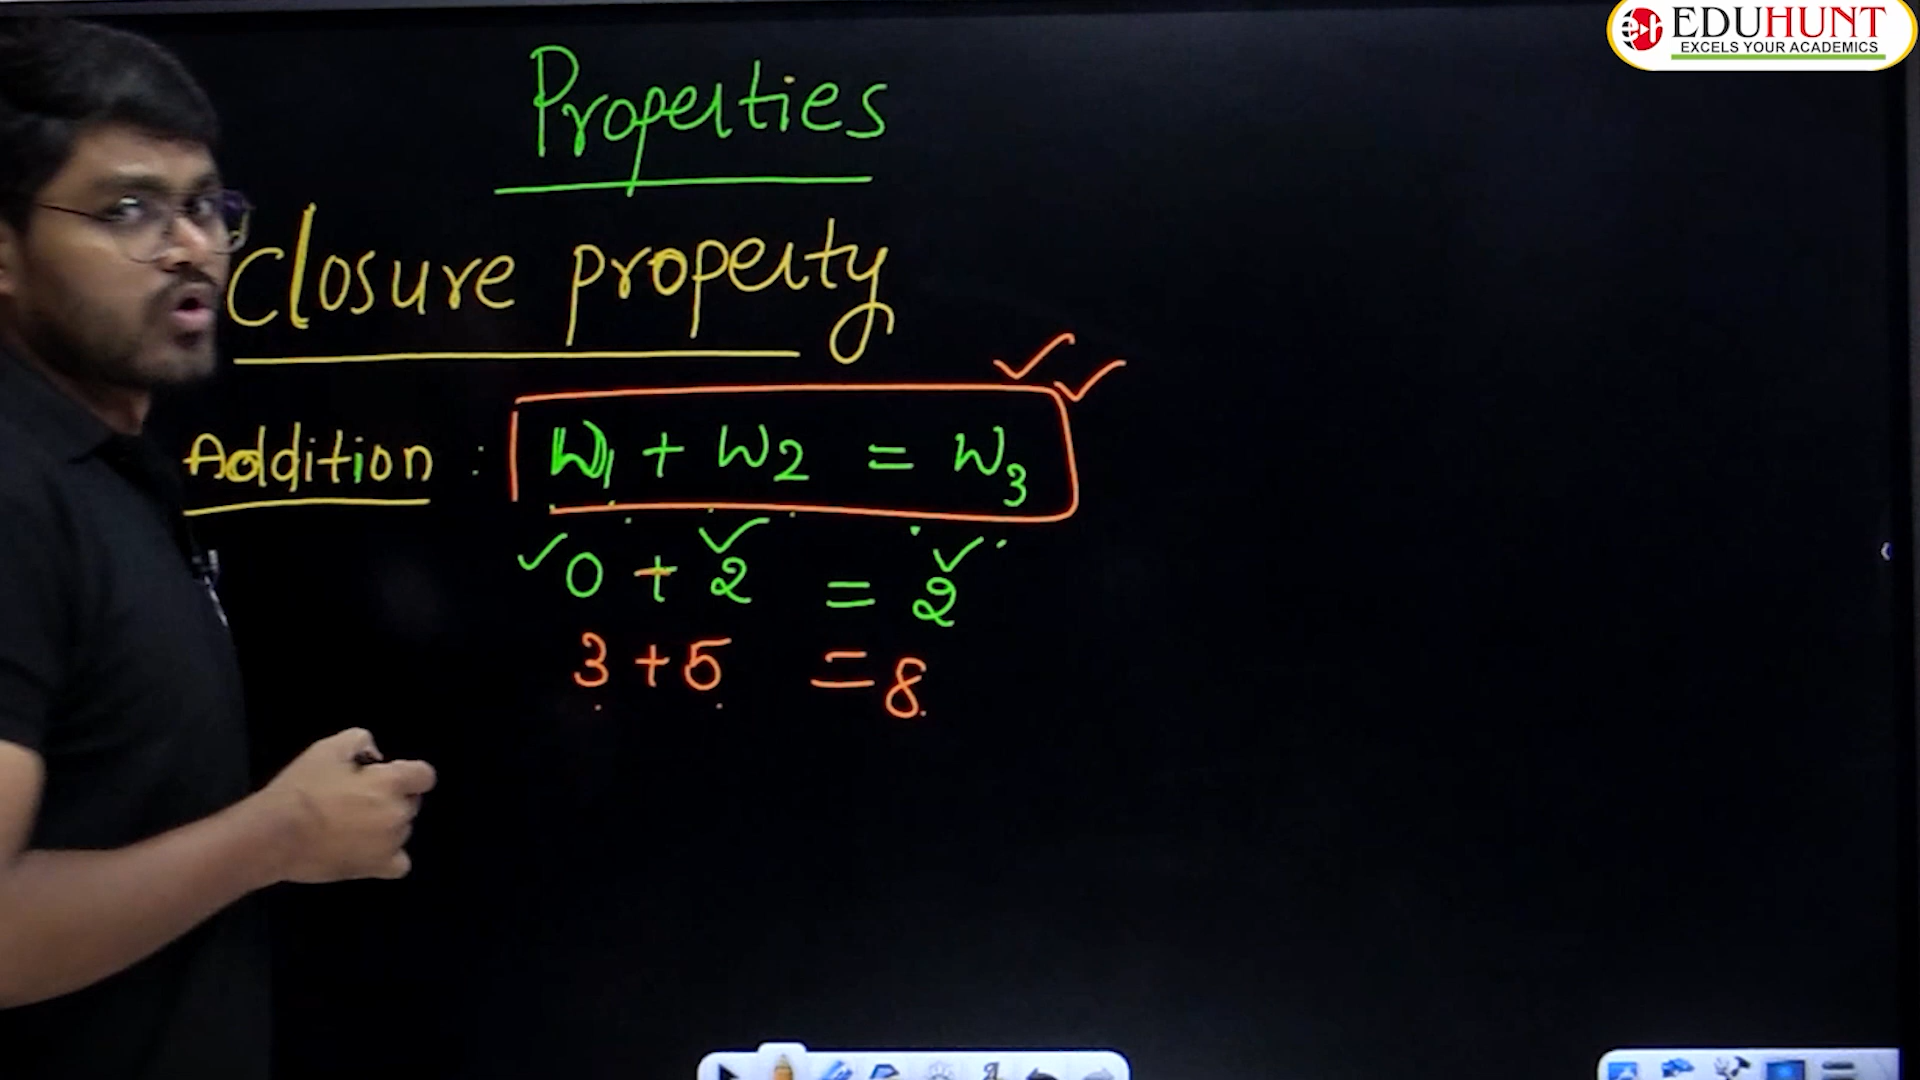 EDUHUNT
EXCELS YOUR ACADEMICS
Properties
Closure property
Addition : W₁ + W₂ = W₃
0 + 2 = 2
3 + 5 = 8